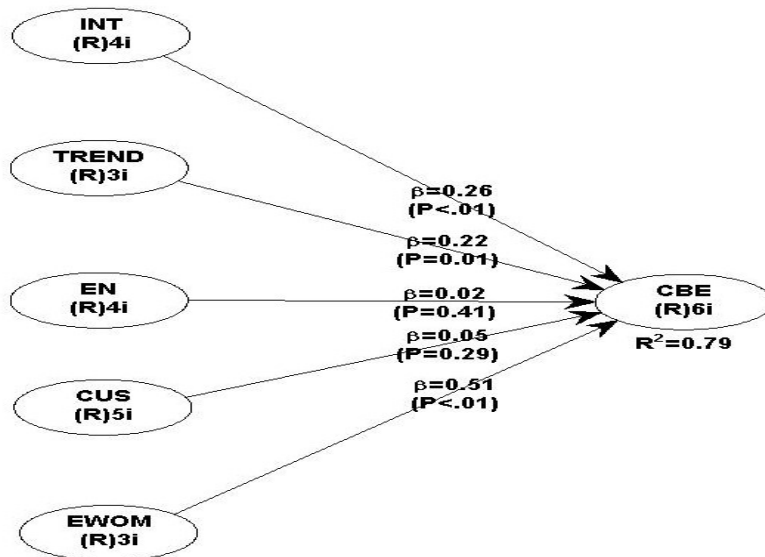 INT
(R)4i
TREND
(R)3i
β=0.26
(P<.01)
β=0.22
(P=0.01)
EN
(R)4i
β=0.02
(P=0.41)
CBE
(R)6i
R²=0.79
β=0.05
(P=0.29)
CUS
(R)5i
β=0.51
(P<.01)
EWOM
(R)3i